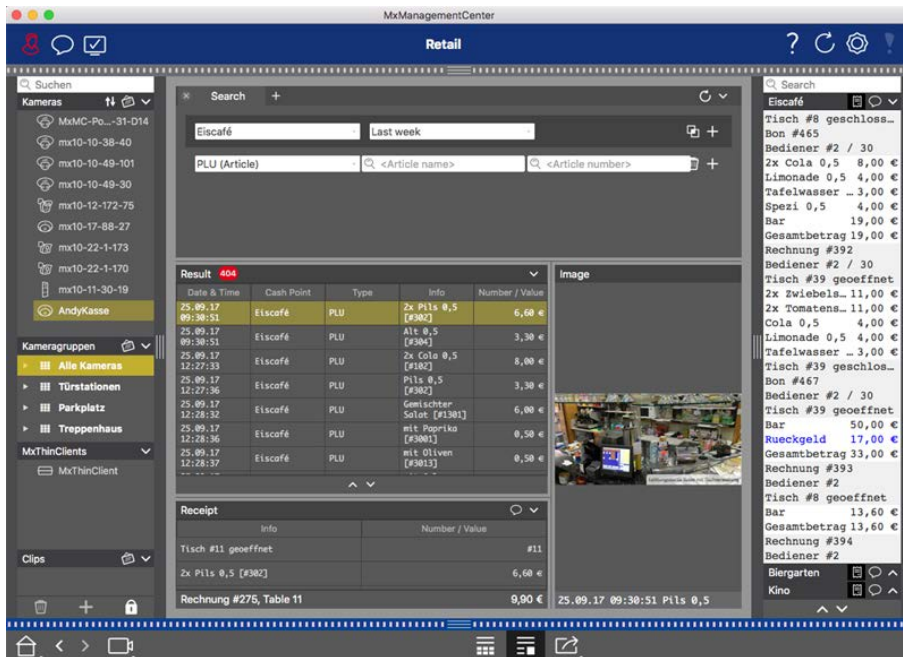 MxManagementCenter
Retail
Suchen
Kameras
MxMC-Po...-31-D14
mx10-10-38-40
mx10-10-49-101
mx10-10-49-30
mx10-12-172-75
mx10-17-88-27
mx10-22-1-173
mx10-22-1-170
mx10-11-30-19
AndyKasse
Kameragruppen
Alle Kameras
Türstationen
Parkplatz
Treppenhaus
MxThinClients
MxThinClient
Clips
Search
Eiscafé Last week
PLU (Article) <Article name> <Article number>
Result 404
Date & Time Cash Point Type Info Number / Value
25.09.17 09:30:51 Eiscafé PLU 2x Pils 0,5 [#302] 6,60 €
25.09.17 09:30:51 Eiscafé PLU Alt 0,5 [#304] 3,30 €
25.09.17 12:27:33 Eiscafé PLU 2x Cola 0,5 [#102] 8,00 €
25.09.17 12:27:36 Eiscafé PLU Pils 0,5 [#302] 3,30 €
25.09.17 12:28:32 Eiscafé PLU Gemischter Salat [#1301] 6,00 €
25.09.17 12:28:36 Eiscafé PLU mit Paprika [#3001] 0,50 €
25.09.17 12:28:37 Eiscafé PLU mit Oliven [#3013] 0,50 €
Receipt
Info Number / Value
Tisch #11 geoeffnet #11
2x Pils 0,5 [#302] 6,60 €
Rechnung #275, Table 11 9,90 €
Image
25.09.17 09:30:51 Pils 0,5
Search
Eiscafé
Tisch #8 geschloss...
Bon #465
Bediener #2 / 30
2x Cola 0,5 8,00 €
Limonade 0,5 4,00 €
Tafelwasser ... 3,00 €
Spezi 0,5 4,00 €
Bar 19,00 €
Gesamtbetrag 19,00 €
Rechnung #392
Bediener #2 / 30
Tisch #39 geoeffnet
2x Zwiebels... 11,00 €
2x Tomatens... 11,00 €
Cola 0,5 4,00 €
Limonade 0,5 4,00 €
Tafelwasser ... 3,00 €
Tisch #39 geschlos...
Bon #467
Bediener #2 / 30
Tisch #39 geoeffnet
Bar 50,00 €
Rueckgeld 17,00 €
Gesamtbetrag 33,00 €
Rechnung #393
Bediener #2
Tisch #8 geoeffnet
Bar 13,60 €
Gesamtbetrag 13,60 €
Rechnung #394
Bediener #2
Biergarten
Kino